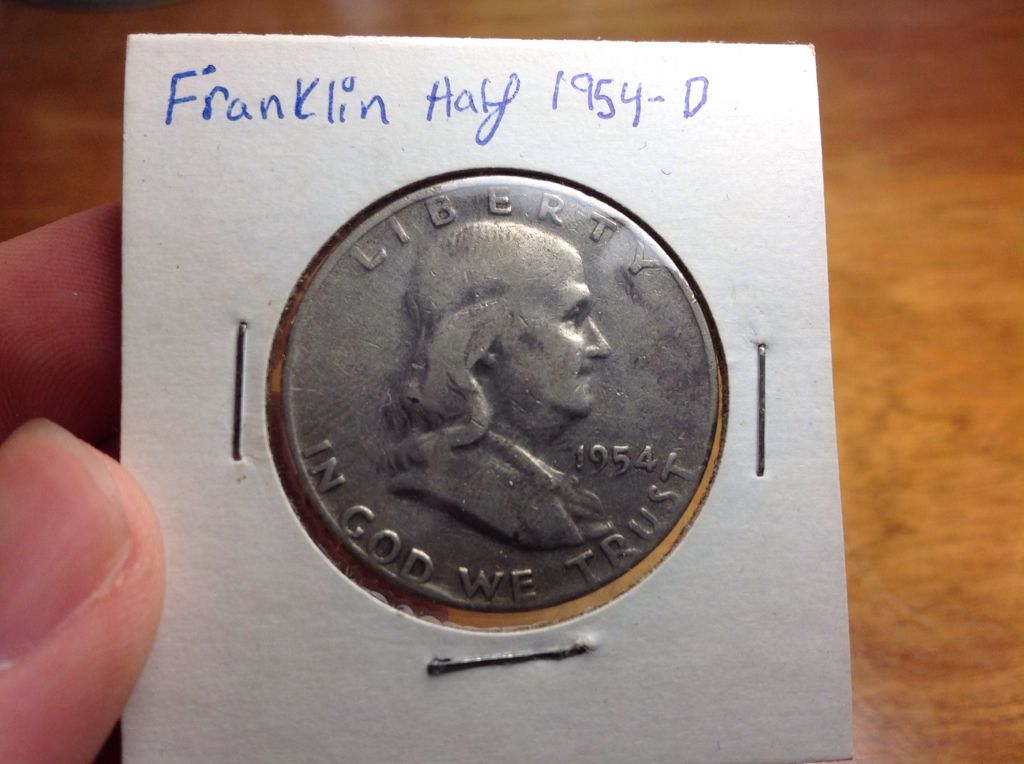 Franklin Half 1954-D
LIBERTY
1954
IN GOD WE TRUST